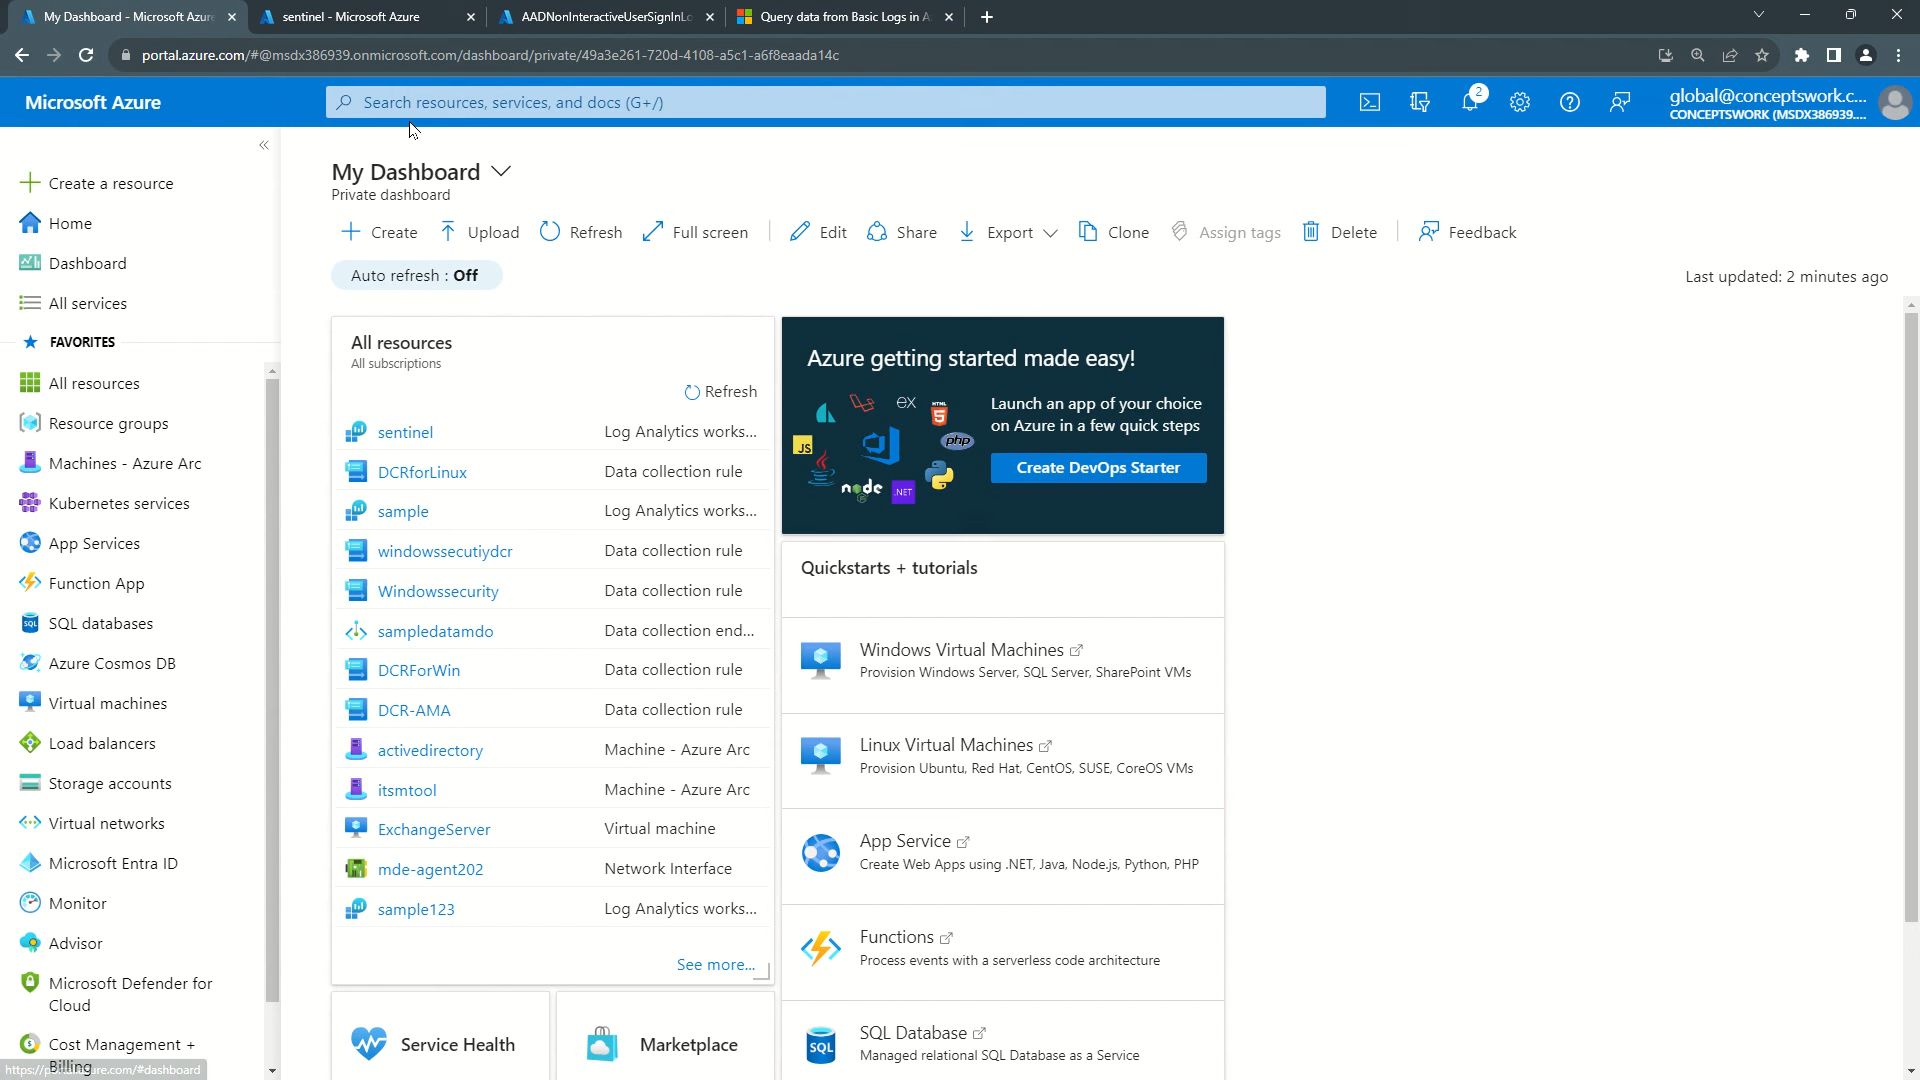 My Dashboard - Microsoft Azur
sentinel - Microsoft Azure
AADNonInteractiveUserSignInLo
Query data from Basic Logs in A
portal.azure.com/#@msdx386939.onmicrosoft.com/dashboard/private/49a3e261-720d-4108-a5c1-a6f8eaada14c
Microsoft Azure
Search resources, services, and docs (G+/)
2
global@conceptswork.c...
CONCEPTSWORK (MSDX386939....
Create a resource
Home
Dashboard
All services
FAVORITES
All resources
Resource groups
Machines - Azure Arc
Kubernetes services
App Services
Function App
SQL databases
Azure Cosmos DB
Virtual machines
Load balancers
Storage accounts
Virtual networks
Microsoft Entra ID
Monitor
Advisor
Microsoft Defender for
Cloud
Cost Management +
Billing
My Dashboard
Private dashboard
Create
Upload
Refresh
Full screen
Edit
Share
Export
Clone
Assign tags
Delete
Feedback
Auto refresh : Off
Last updated: 2 minutes ago
All resources
All subscriptions
Refresh
sentinel Log Analytics works...
DCRforLinux Data collection rule
sample Log Analytics works...
windowssecutiydcr Data collection rule
Windowssecurity Data collection rule
sampledatamdo Data collection end...
DCRForWin Data collection rule
DCR-AMA Data collection rule
activedirectory Machine - Azure Arc
itsmtool Machine - Azure Arc
ExchangeServer Virtual machine
mde-agent202 Network Interface
sample123 Log Analytics works...
See more...
Service Health
Marketplace
Azure getting started made easy!
Launch an app of your choice
on Azure in a few quick steps
Create DevOps Starter
EX
HTML
5
JS
php
node
.NET
Quickstarts + tutorials
Windows Virtual Machines
Provision Windows Server, SQL Server, SharePoint VMs
Linux Virtual Machines
Provision Ubuntu, Red Hat, CentOS, SUSE, CoreOS VMs
App Service
Create Web Apps using .NET, Java, Node.js, Python, PHP
Functions
Process events with a serverless code architecture
SQL
SQL Database
Managed relational SQL Database as a Service